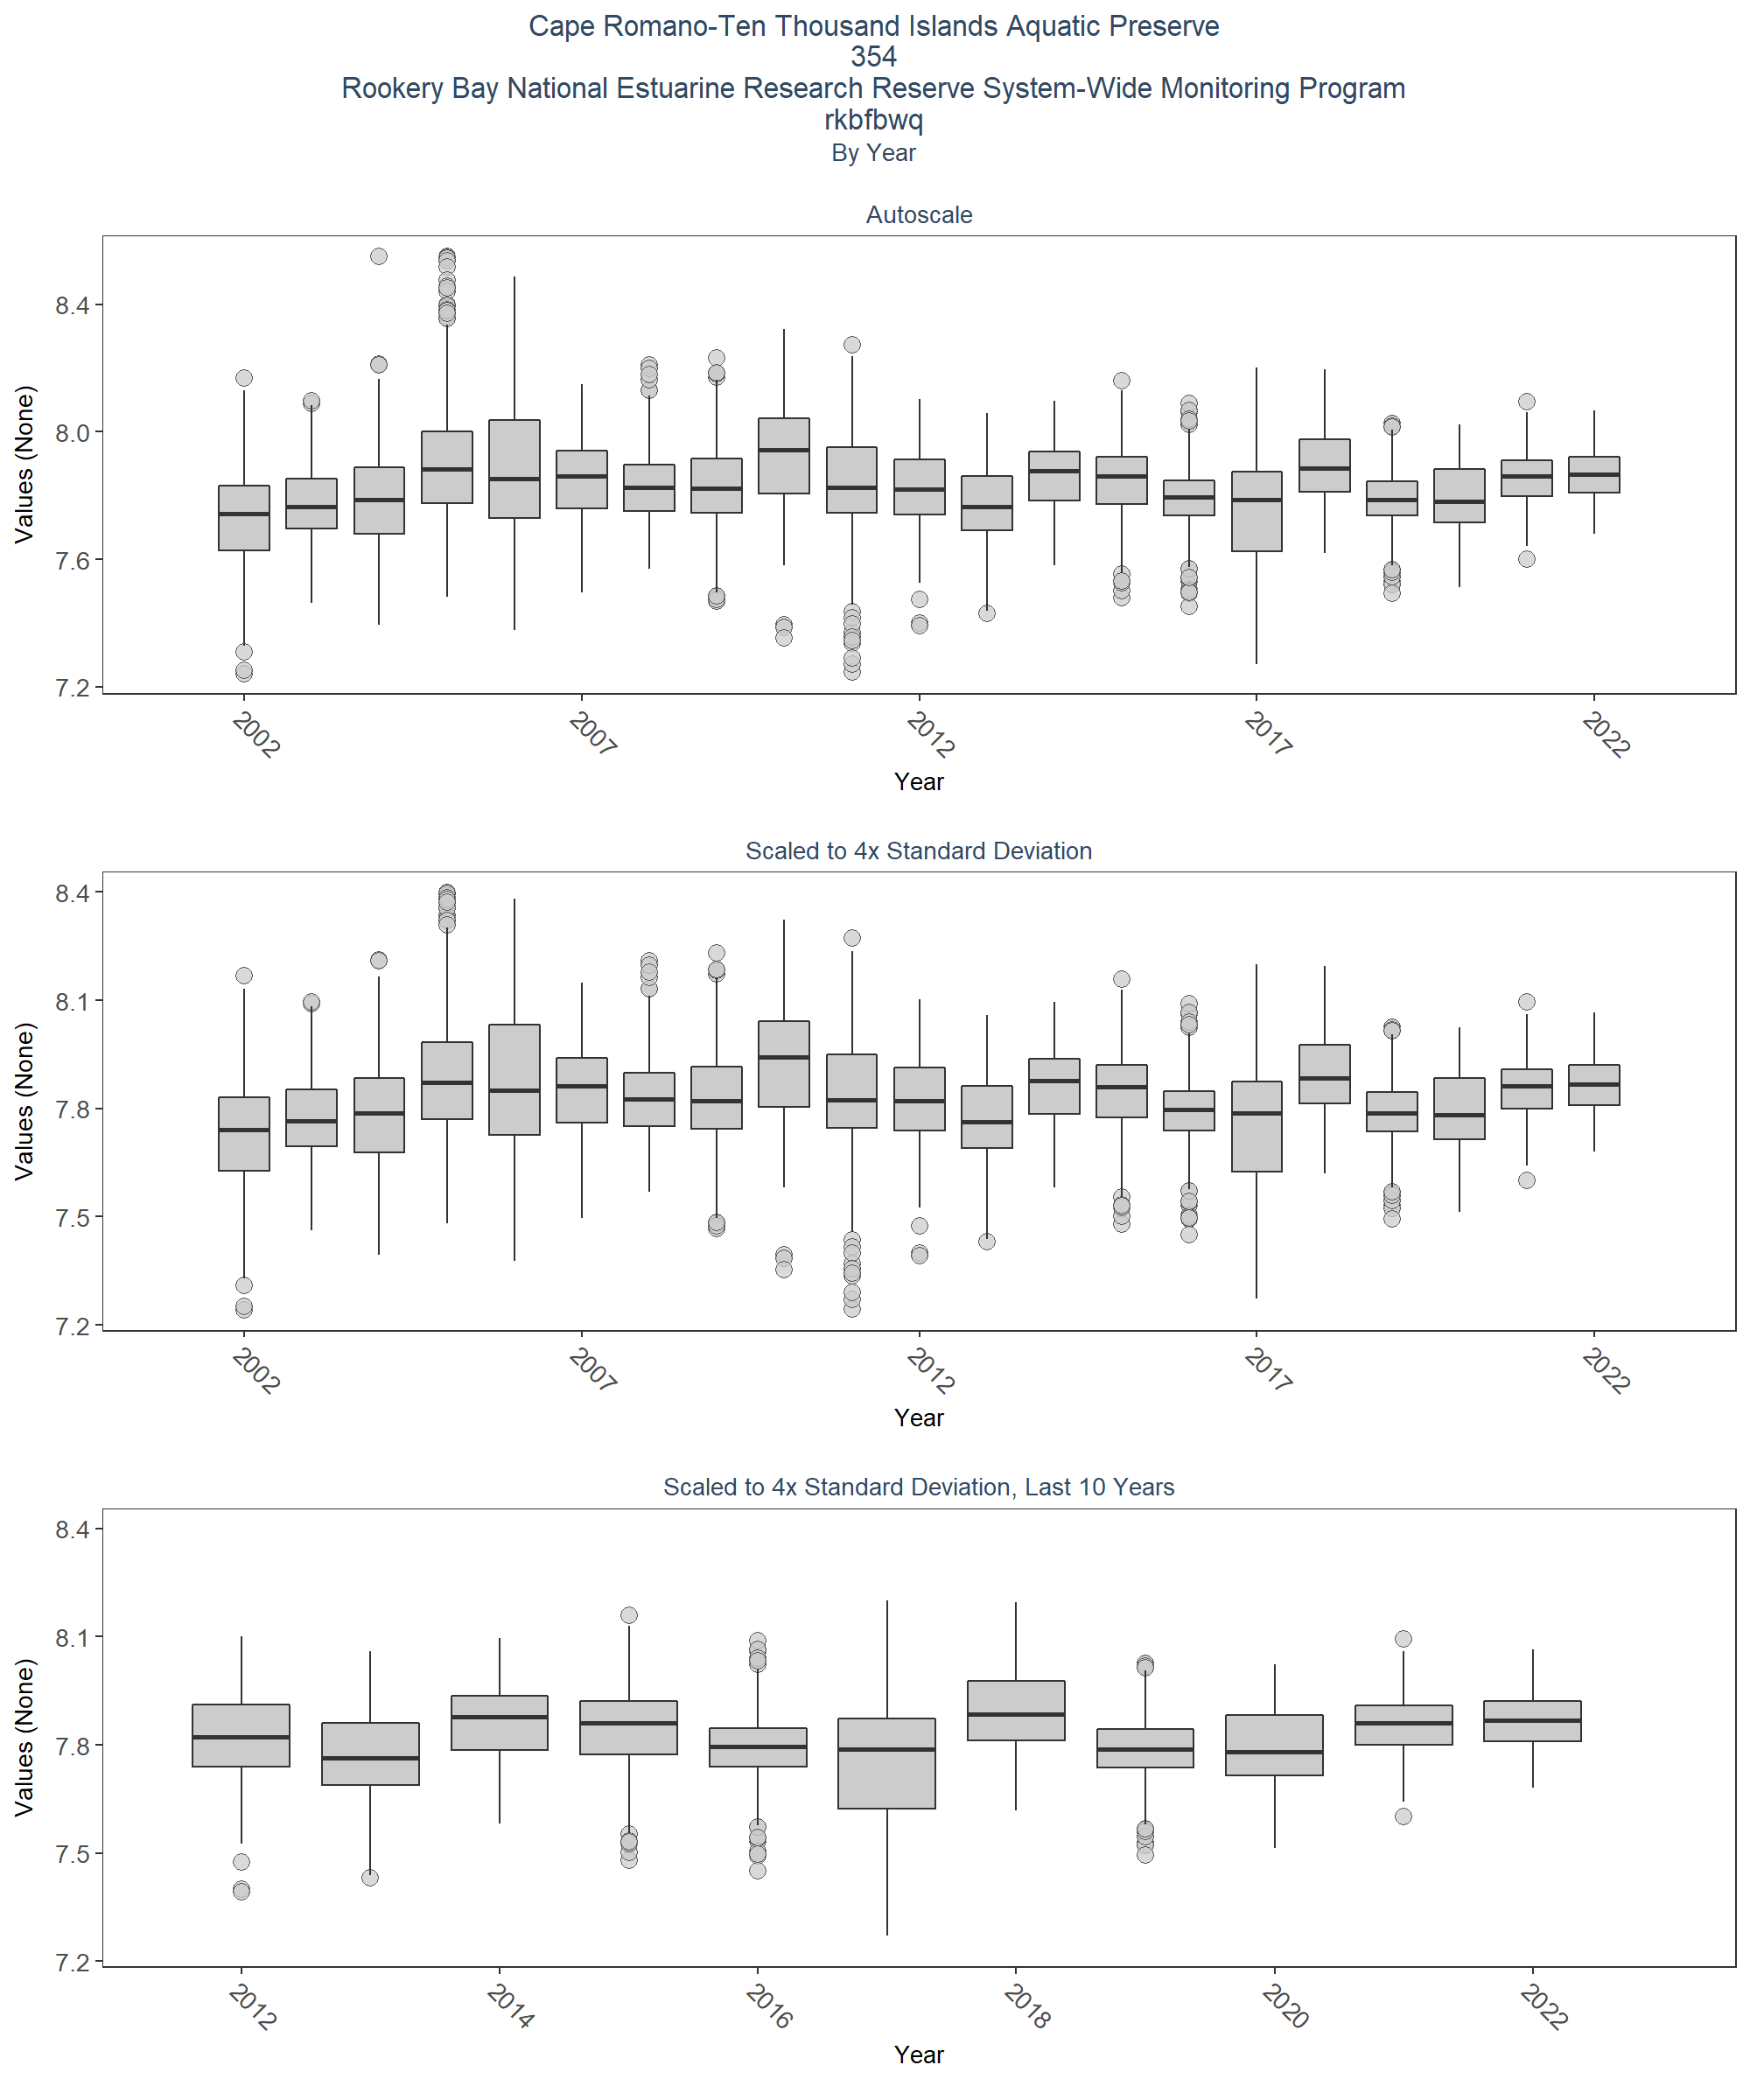 Cape Romano-Ten Thousand Islands Aquatic Preserve
354
Rookery Bay National Estuarine Research Reserve System-Wide Monitoring Program
rkbfbwq
By Year
Autoscale
Values (None)
8.4
8.0
7.6
7.2
2002
2007
2012
2017
2022
Year
Scaled to 4x Standard Deviation
Values (None)
8.4
8.1
7.8
7.5
7.2
2002
2007
2012
2017
2022
Year
Scaled to 4x Standard Deviation, Last 10 Years
Values (None)
8.4
8.1
7.8
7.5
7.2
2012
2014
2016
2018
2020
2022
Year